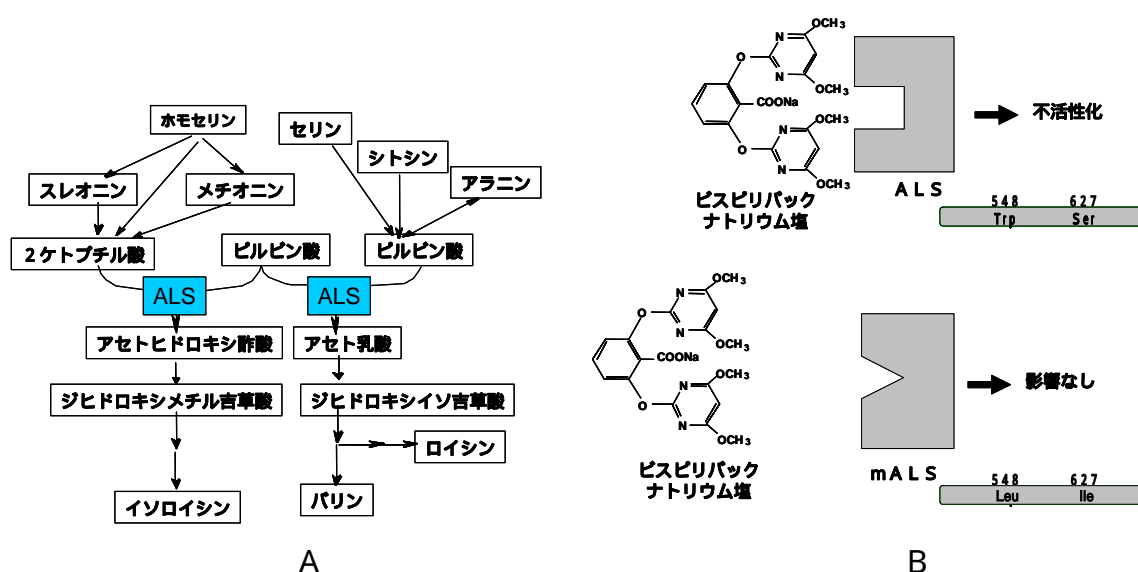 ホモセリン
スレオニン
メチオニン
2ケトブチル酸
セリン
シトシン
アラニン
ピルビン酸
ピルビン酸
ALS
ALS
アセトヒドロキシ酢酸
アセト乳酸
ジヒドロキシメチル吉草酸
ジヒドロキシイソ吉草酸
ロイシン
イソロイシン
バリン
A
OCH₃
N
N
O
OCH₃
COONa
OCH₃
O
N
N
OCH₃
ビスピリバック
ナトリウム塩
ALS
不活性化
548 627
Trp Ser
OCH₃
N
N
O
OCH₃
COONa
OCH₃
O
N
N
OCH₃
ビスピリバック
ナトリウム塩
mALS
影響なし
548 627
Leu Ile
B